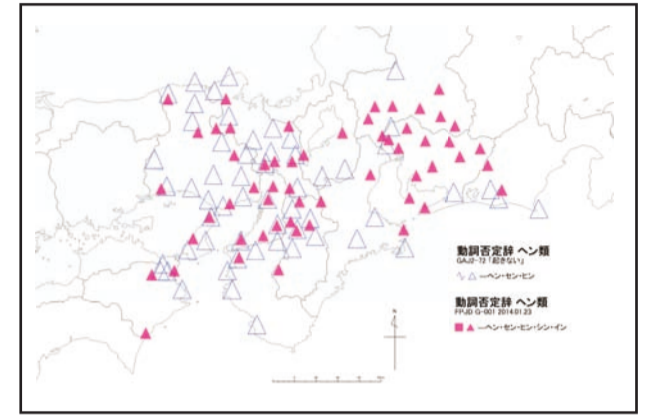 動詞否定辞 ヘン類
GAJ2-72「起きない」
―ヘン・セン・ヒン
動詞否定辞 ヘン類
FPJD G-001 2014.01.23
―ヘン・セン・ヒン・シン・イン
N